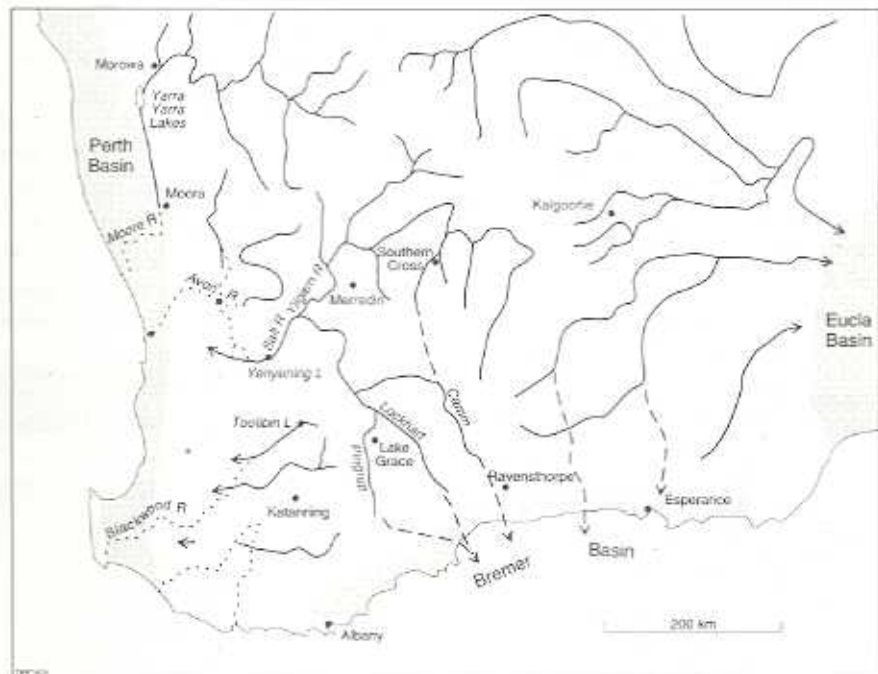 Morowa
Yarra
Yarra
Lakes
Perth
Basin
Moora
Moore R
Kalgoorlie
Southern
Cross
Avon R
Yilgarn R
Merredin
Salt R
Eucla
Basin
Yenyening L
Camm
Lockhart
Toolibin L
Lake
Grace
Pingrup
Ravensthorpe
Blackwood R
Katanning
Esperance
Bremer
Basin
200 km
Albany